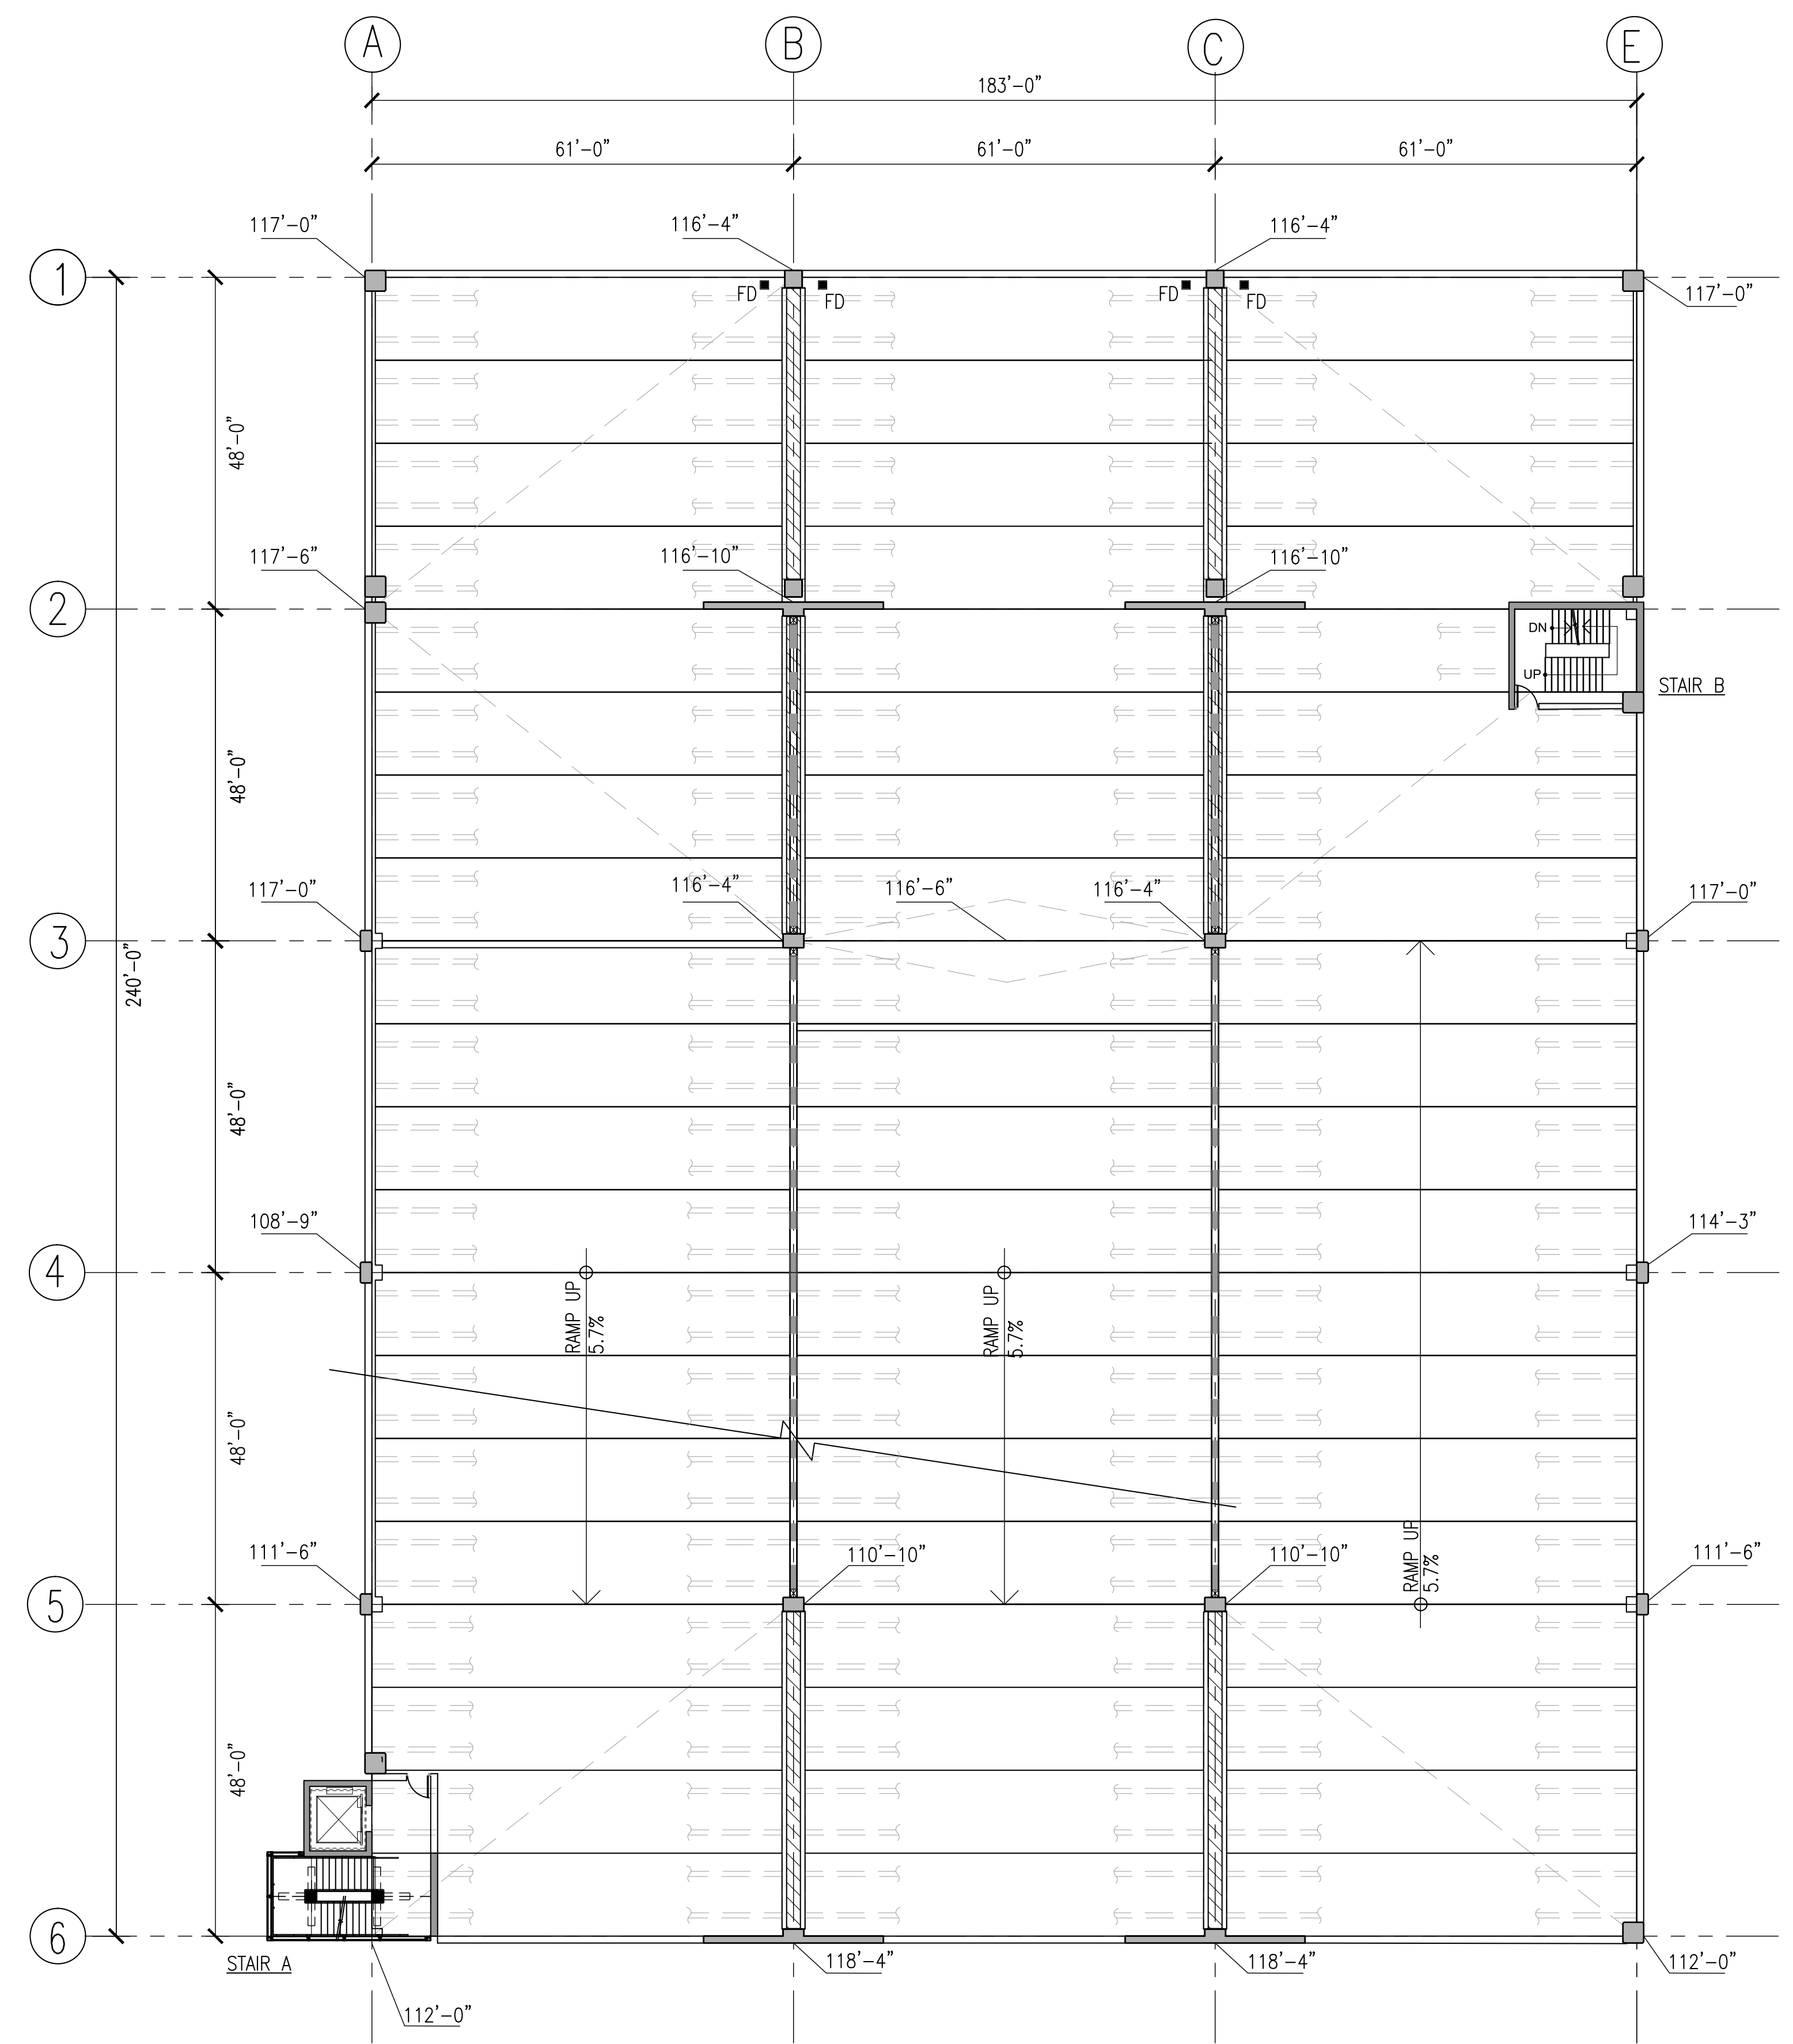 A B C E
183'-0"
61'-0" 61'-0" 61'-0"
117'-0" 116'-4" 116'-4"
1
117'-0"
FD FD FD FD
48'-0"
117'-6" 116'-10" 116'-10"
2
DN
UP
STAIR B
48'-0"
117'-0" 116'-4" 116'-6" 116'-4" 117'-0"
3
240'-0"
48'-0"
108'-9" 114'-3"
4
RAMP UP
5.7%
RAMP UP
5.7%
48'-0"
RAMP UP
5.7%
111'-6" 110'-10" 110'-10" 111'-6"
5
48'-0"
6
STAIR A
118'-4" 118'-4" 112'-0"
112'-0"